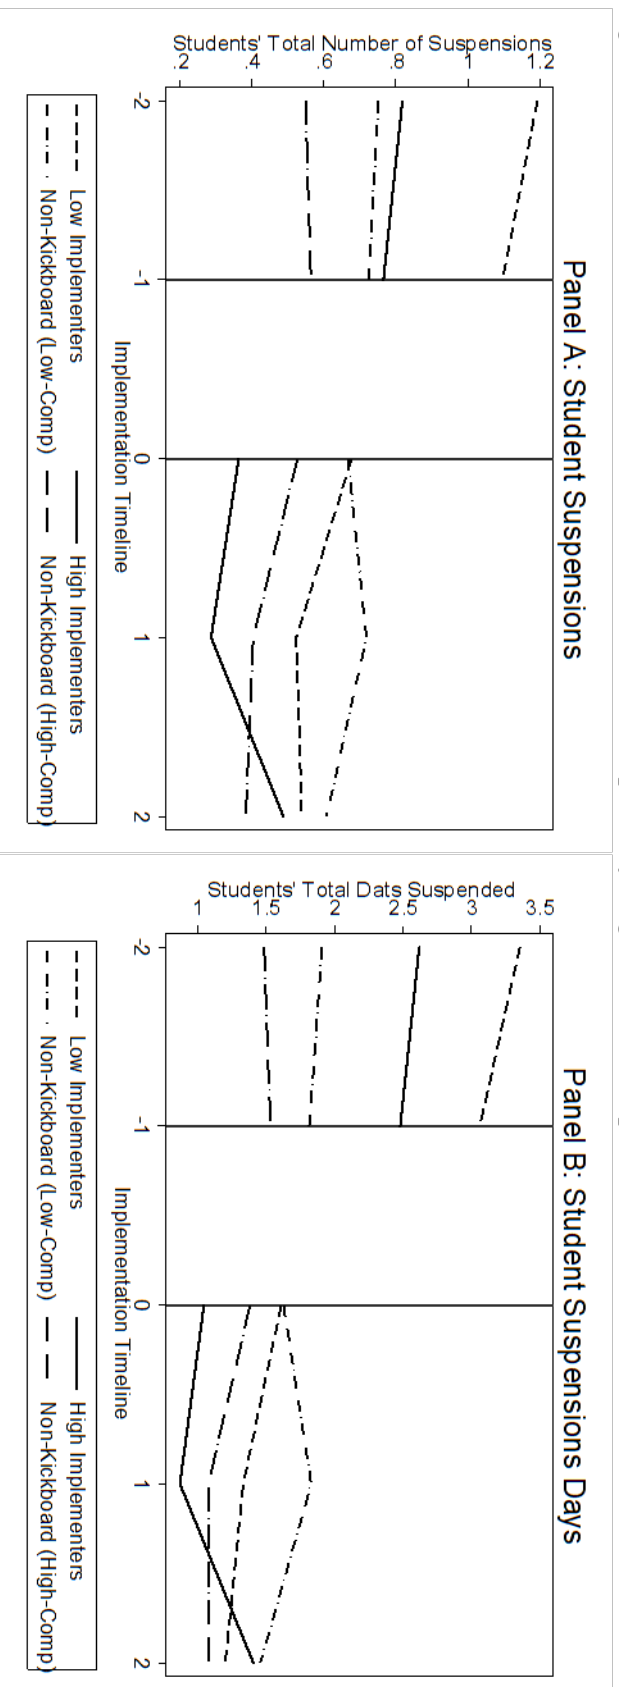 Panel A: Student Suspensions
Students' Total Number of Suspensions
.2 .4 .6 .8 1 1.2
-2 -1 0 1 2
Implementation Timeline
Low Implementers High Implementers
Non-Kickboard (Low-Comp) Non-Kickboard (High-Comp)
Panel B: Student Suspensions Days
Students' Total Dats Suspended
1 1.5 2 2.5 3 3.5
-2 -1 0 1 2
Implementation Timeline
Low Implementers High Implementers
Non-Kickboard (Low-Comp) Non-Kickboard (High-Comp)